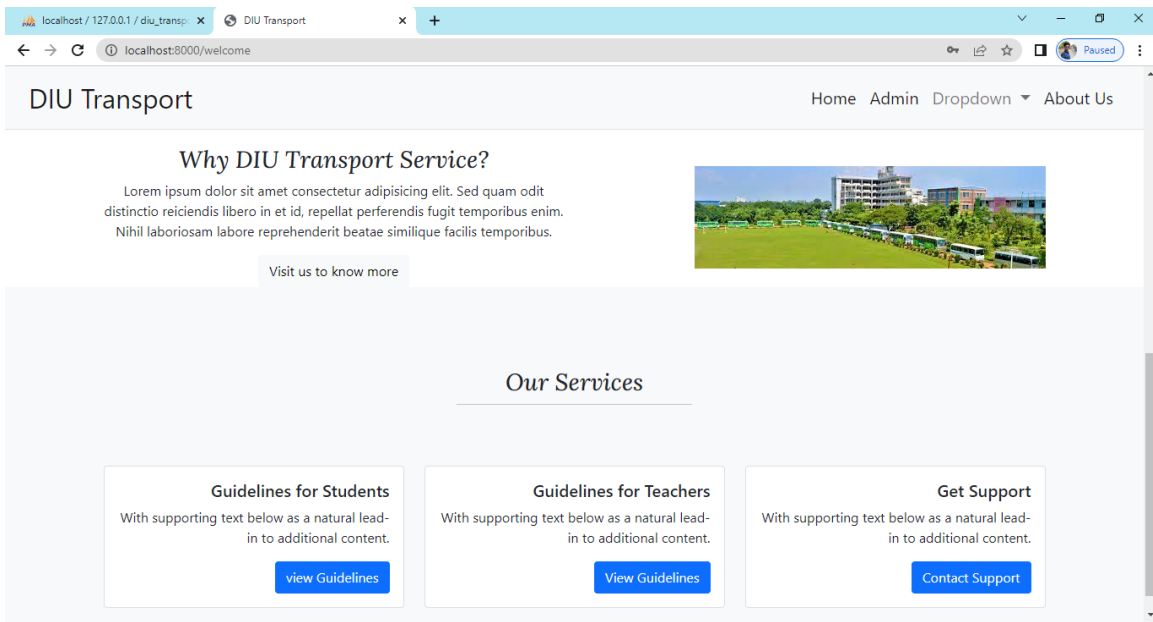 localhost / 127.0.0.1 / diu_transp
DIU Transport
localhost:8000/welcome
Paused
DIU Transport
Home Admin Dropdown About Us
Why DIU Transport Service?
Lorem ipsum dolor sit amet consectetur adipisicing elit. Sed quam odit
distinctio reiciendis libero in et id, repellat perferendis fugit temporibus enim.
Nihil laboriosam labore reprehenderit beatae similique facilis temporibus.
Visit us to know more
Our Services
Guidelines for Students
With supporting text below as a natural lead-
in to additional content.
view Guidelines
Guidelines for Teachers
With supporting text below as a natural lead-
in to additional content.
View Guidelines
Get Support
With supporting text below as a natural lead-
in to additional content.
Contact Support